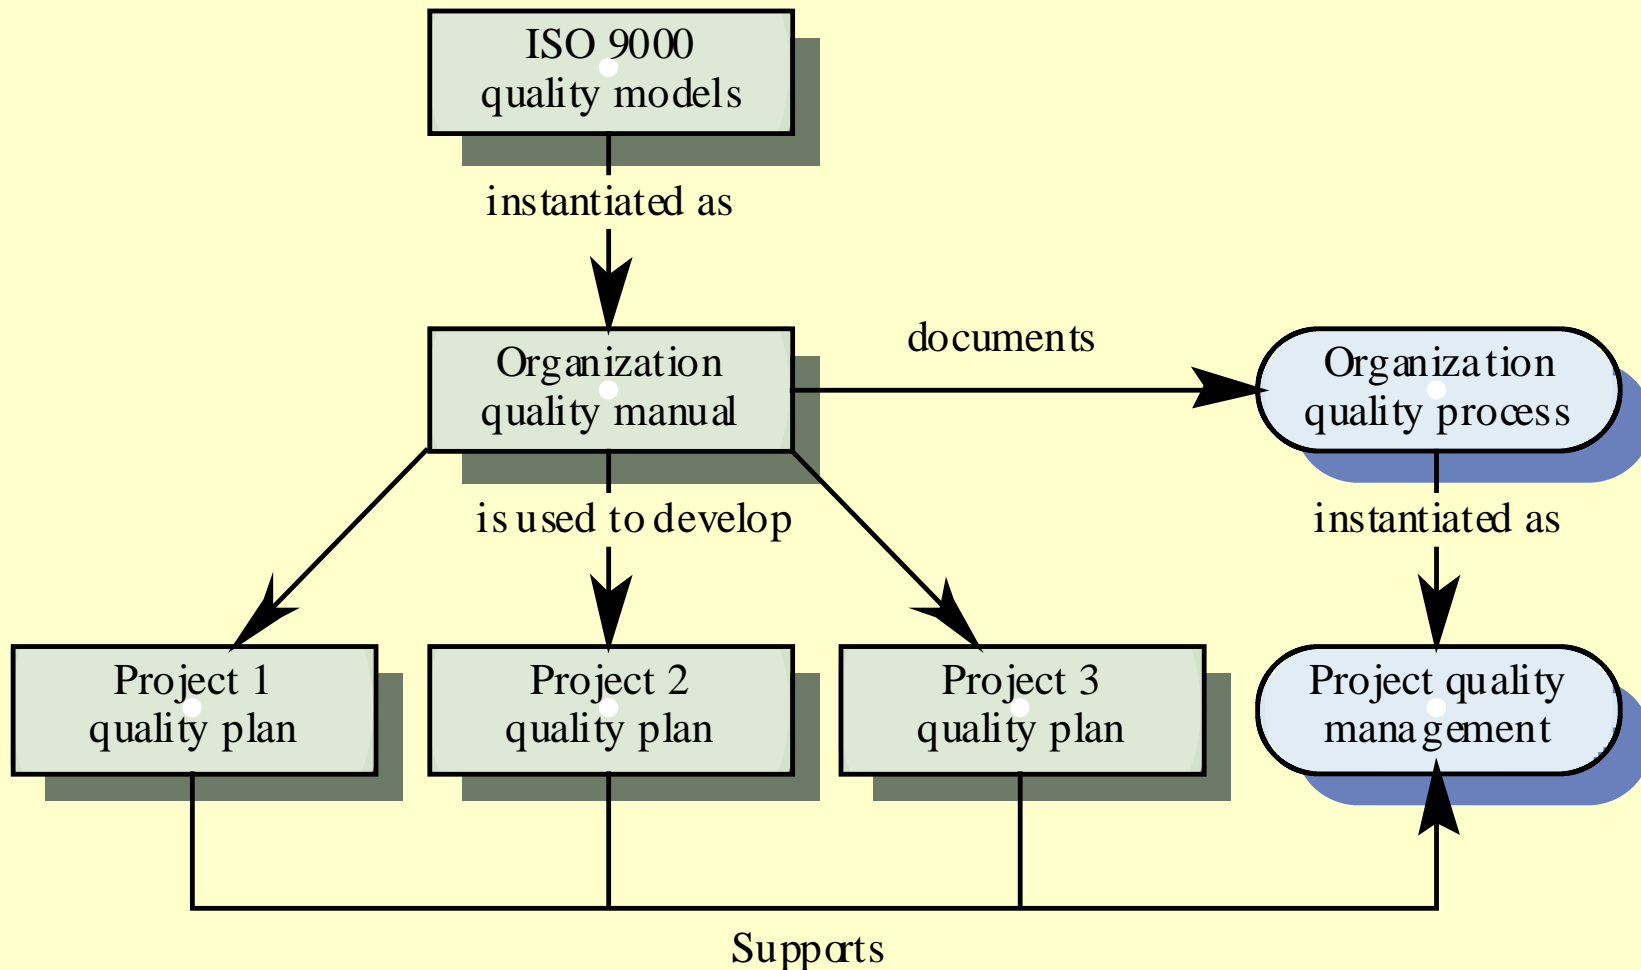 ISO 9000
quality models
instantiated as
documents
Organization
quality manual
Organization
quality process
is used to develop
instantiated as
Project 1
quality plan
Project 2
quality plan
Project 3
quality plan
Project quality
management
Supports